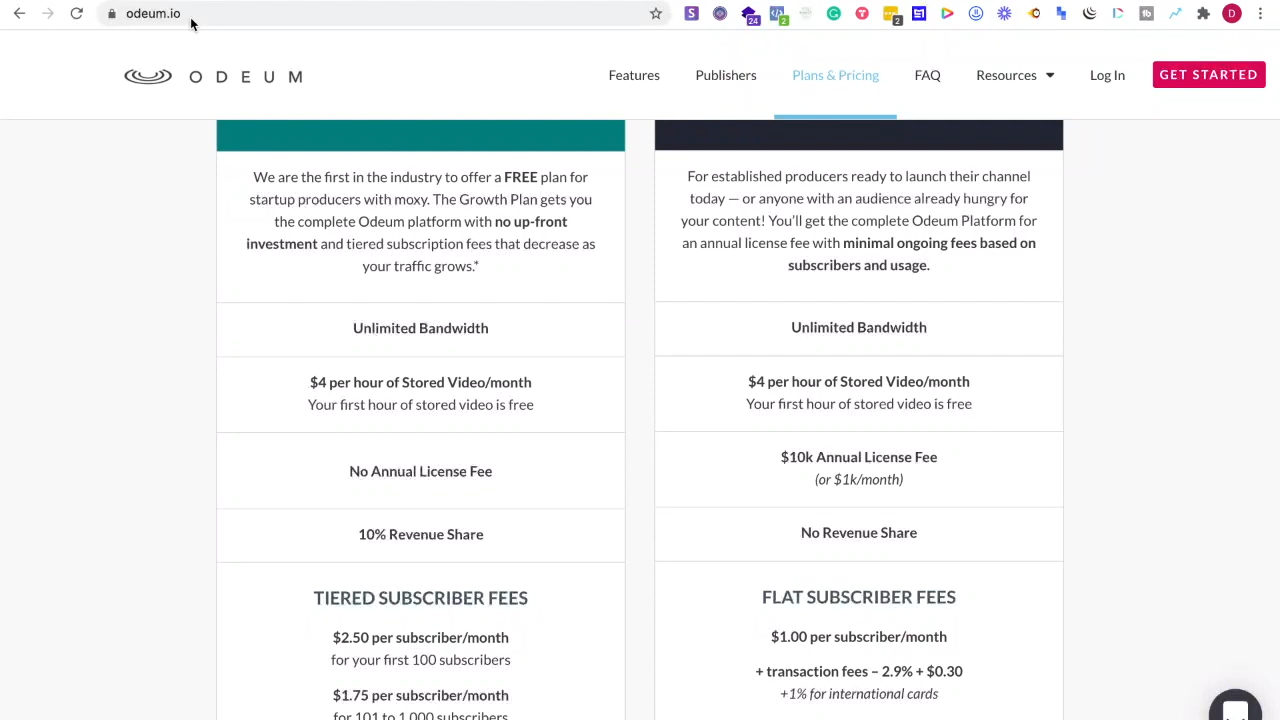 odeum.io
24
2
2
D
ODEUM
Features
Publishers
Plans & Pricing
FAQ
Resources
Log In
GET STARTED
We are the first in the industry to offer a FREE plan for
startup producers with moxy. The Growth Plan gets you
the complete Odeum platform with no up-front
investment and tiered subscription fees that decrease as
your traffic grows.*
Unlimited Bandwidth
$4 per hour of Stored Video/month
Your first hour of stored video is free
No Annual License Fee
10% Revenue Share
TIERED SUBSCRIBER FEES
$2.50 per subscriber/month
for your first 100 subscribers
$1.75 per subscriber/month
for 101 to 1,000 subscribers
For established producers ready to launch their channel
today — or anyone with an audience already hungry for
your content! You’ll get the complete Odeum Platform for
an annual license fee with minimal ongoing fees based on
subscribers and usage.
Unlimited Bandwidth
$4 per hour of Stored Video/month
Your first hour of stored video is free
$10k Annual License Fee
(or $1k/month)
No Revenue Share
FLAT SUBSCRIBER FEES
$1.00 per subscriber/month
+ transaction fees – 2.9% + $0.30
+1% for international cards